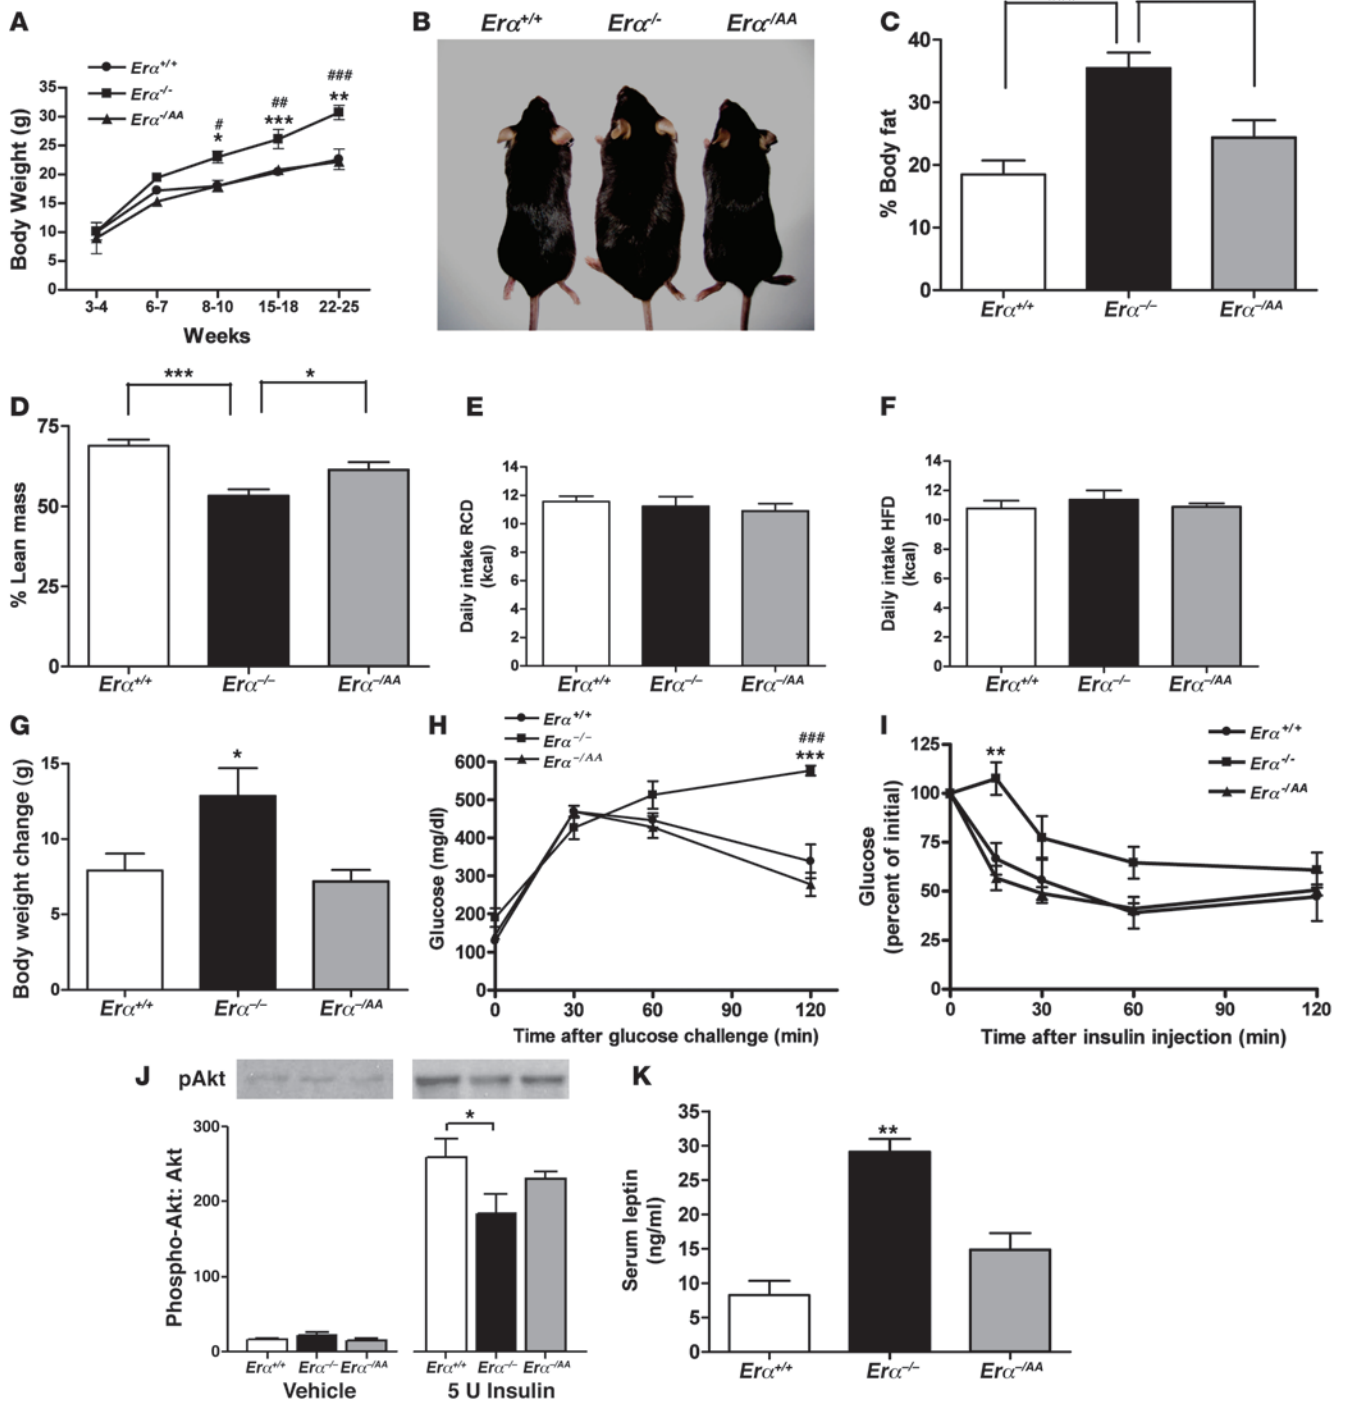 A
Erα+/+
Erα-/-
Erα-/AA
###
**
##
***
#
*
Body Weight (g)
35
30
25
20
15
10
5
0
3-4 6-7 8-10 15-18 22-25
Weeks
B
Erα+/+ Erα-/- Erα-/AA
C
% Body fat
40
30
20
10
0
Erα+/+ Erα−/− Erα−/AA
D
*** *
% Lean mass
75
50
25
0
Erα+/+ Erα−/− Erα−/AA
E
Daily intake RCD
(kcal)
14
12
10
8
6
4
2
0
Erα+/+ Erα−/− Erα−/AA
F
Daily intake HFD
(kcal)
14
12
10
8
6
4
2
0
Erα+/+ Erα−/− Erα−/AA
G
*
Body weight change (g)
15
10
5
0
Erα+/+ Erα−/− Erα−/AA
H
Erα+/+
Erα−/−
Erα−/AA
###
***
Glucose (mg/dl)
600
500
400
300
200
100
0
0 30 60 90 120
Time after glucose challenge (min)
I
Erα+/+
Erα-/-
Erα-/AA
**
Glucose
(percent of initial)
125
100
75
50
25
0
0 30 60 90 120
Time after insulin injection (min)
J
pAkt
*
Phospho-Akt: Akt
300
200
100
0
Erα+/+ Erα−/− Erα−/AA
Vehicle
Erα+/+ Erα−/− Erα−/AA
5 U Insulin
K
**
Serum leptin
(ng/ml)
35
30
25
20
15
10
5
0
Erα+/+ Erα−/− Erα−/AA